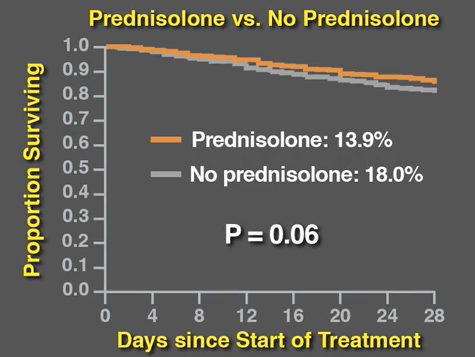 Prednisolone vs. No Prednisolone
Proportion Surviving
1.0
0.9
0.8
0.7
0.6
0.5
0.4
0.3
0.2
0.1
0.0
Prednisolone: 13.9%
No prednisolone: 18.0%
P = 0.06
0 4 8 12 16 20 24 28
Days since Start of Treatment